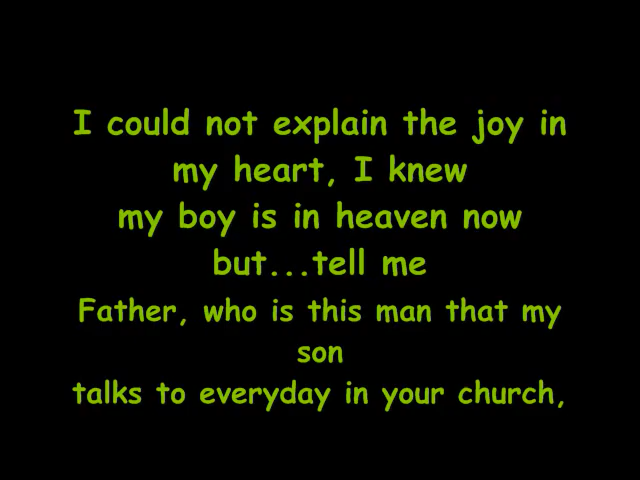 I could not explain the joy in
my heart, I knew
my boy is in heaven now
but...tell me
Father, who is this man that my
son
talks to everyday in your church,